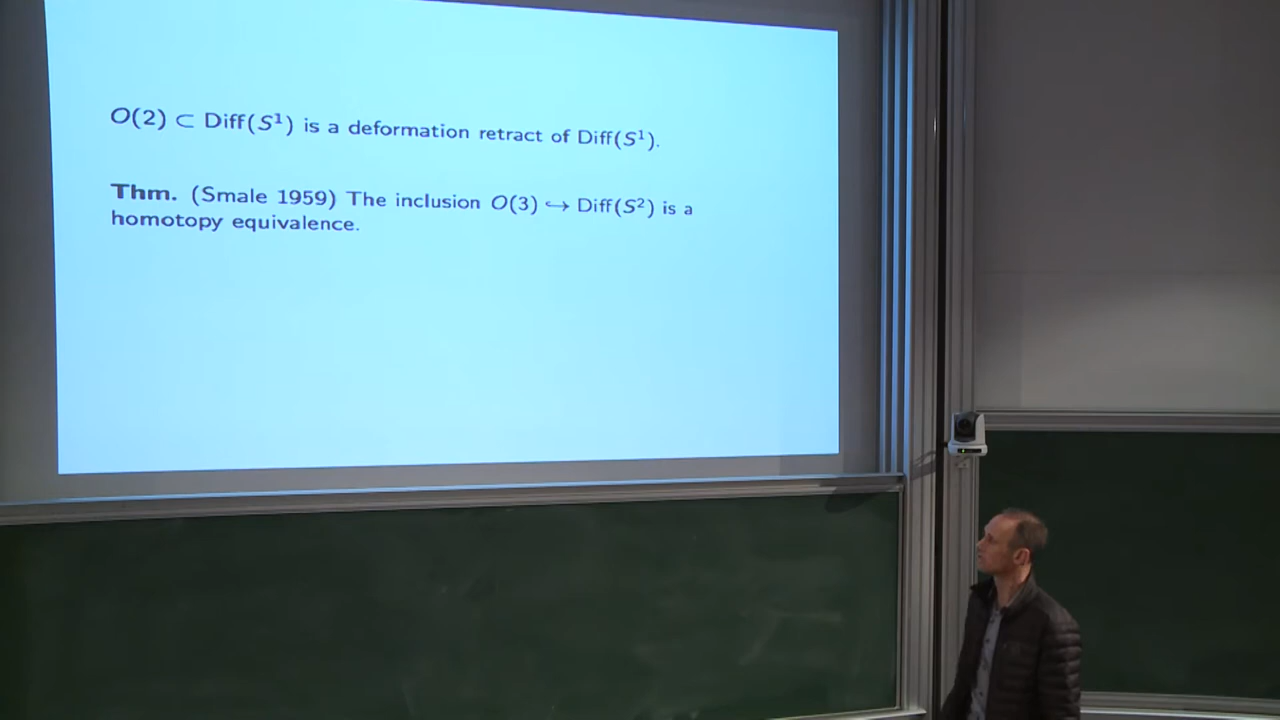 O(2) ⊂ Diff(S¹) is a deformation retract of Diff(S¹).
Thm. (Smale 1959) The inclusion O(3) ↪ Diff(S²) is a
homotopy equivalence.